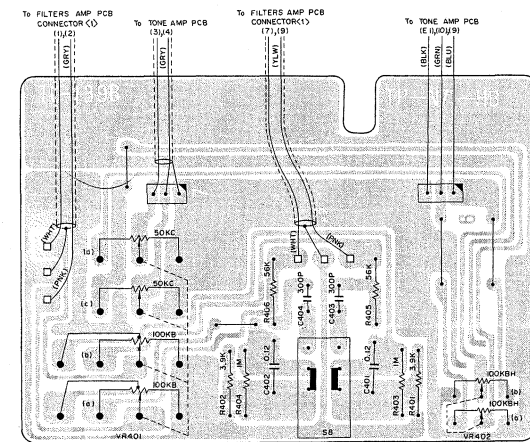 To FILTERS AMP PCB
CONNECTOR (1)
(1),(2)
(GRY)
To TONE AMP PCB
(3),(4)
(GRY)
To FILTERS AMP PCB
CONNECTOR (1)
(7),(9)
(YLW)
To TONE AMP PCB
(E1),(10),(9)
(BLK)
(GRN)
(BLU)
(WHT)
(PNK)
(WHT)
(PNK)
50KC
(a)
50KC
(c)
100KB
(b)
100KB
(a)
VR401
56K
R406
300P
C404
300P
C403
56K
R405
3.9K
R402
1M
R404
0.12
C402
S8
0.12
C401
1M
R403
3.9K
R401
100KBH
(b)
100KBH
(a)
VR402